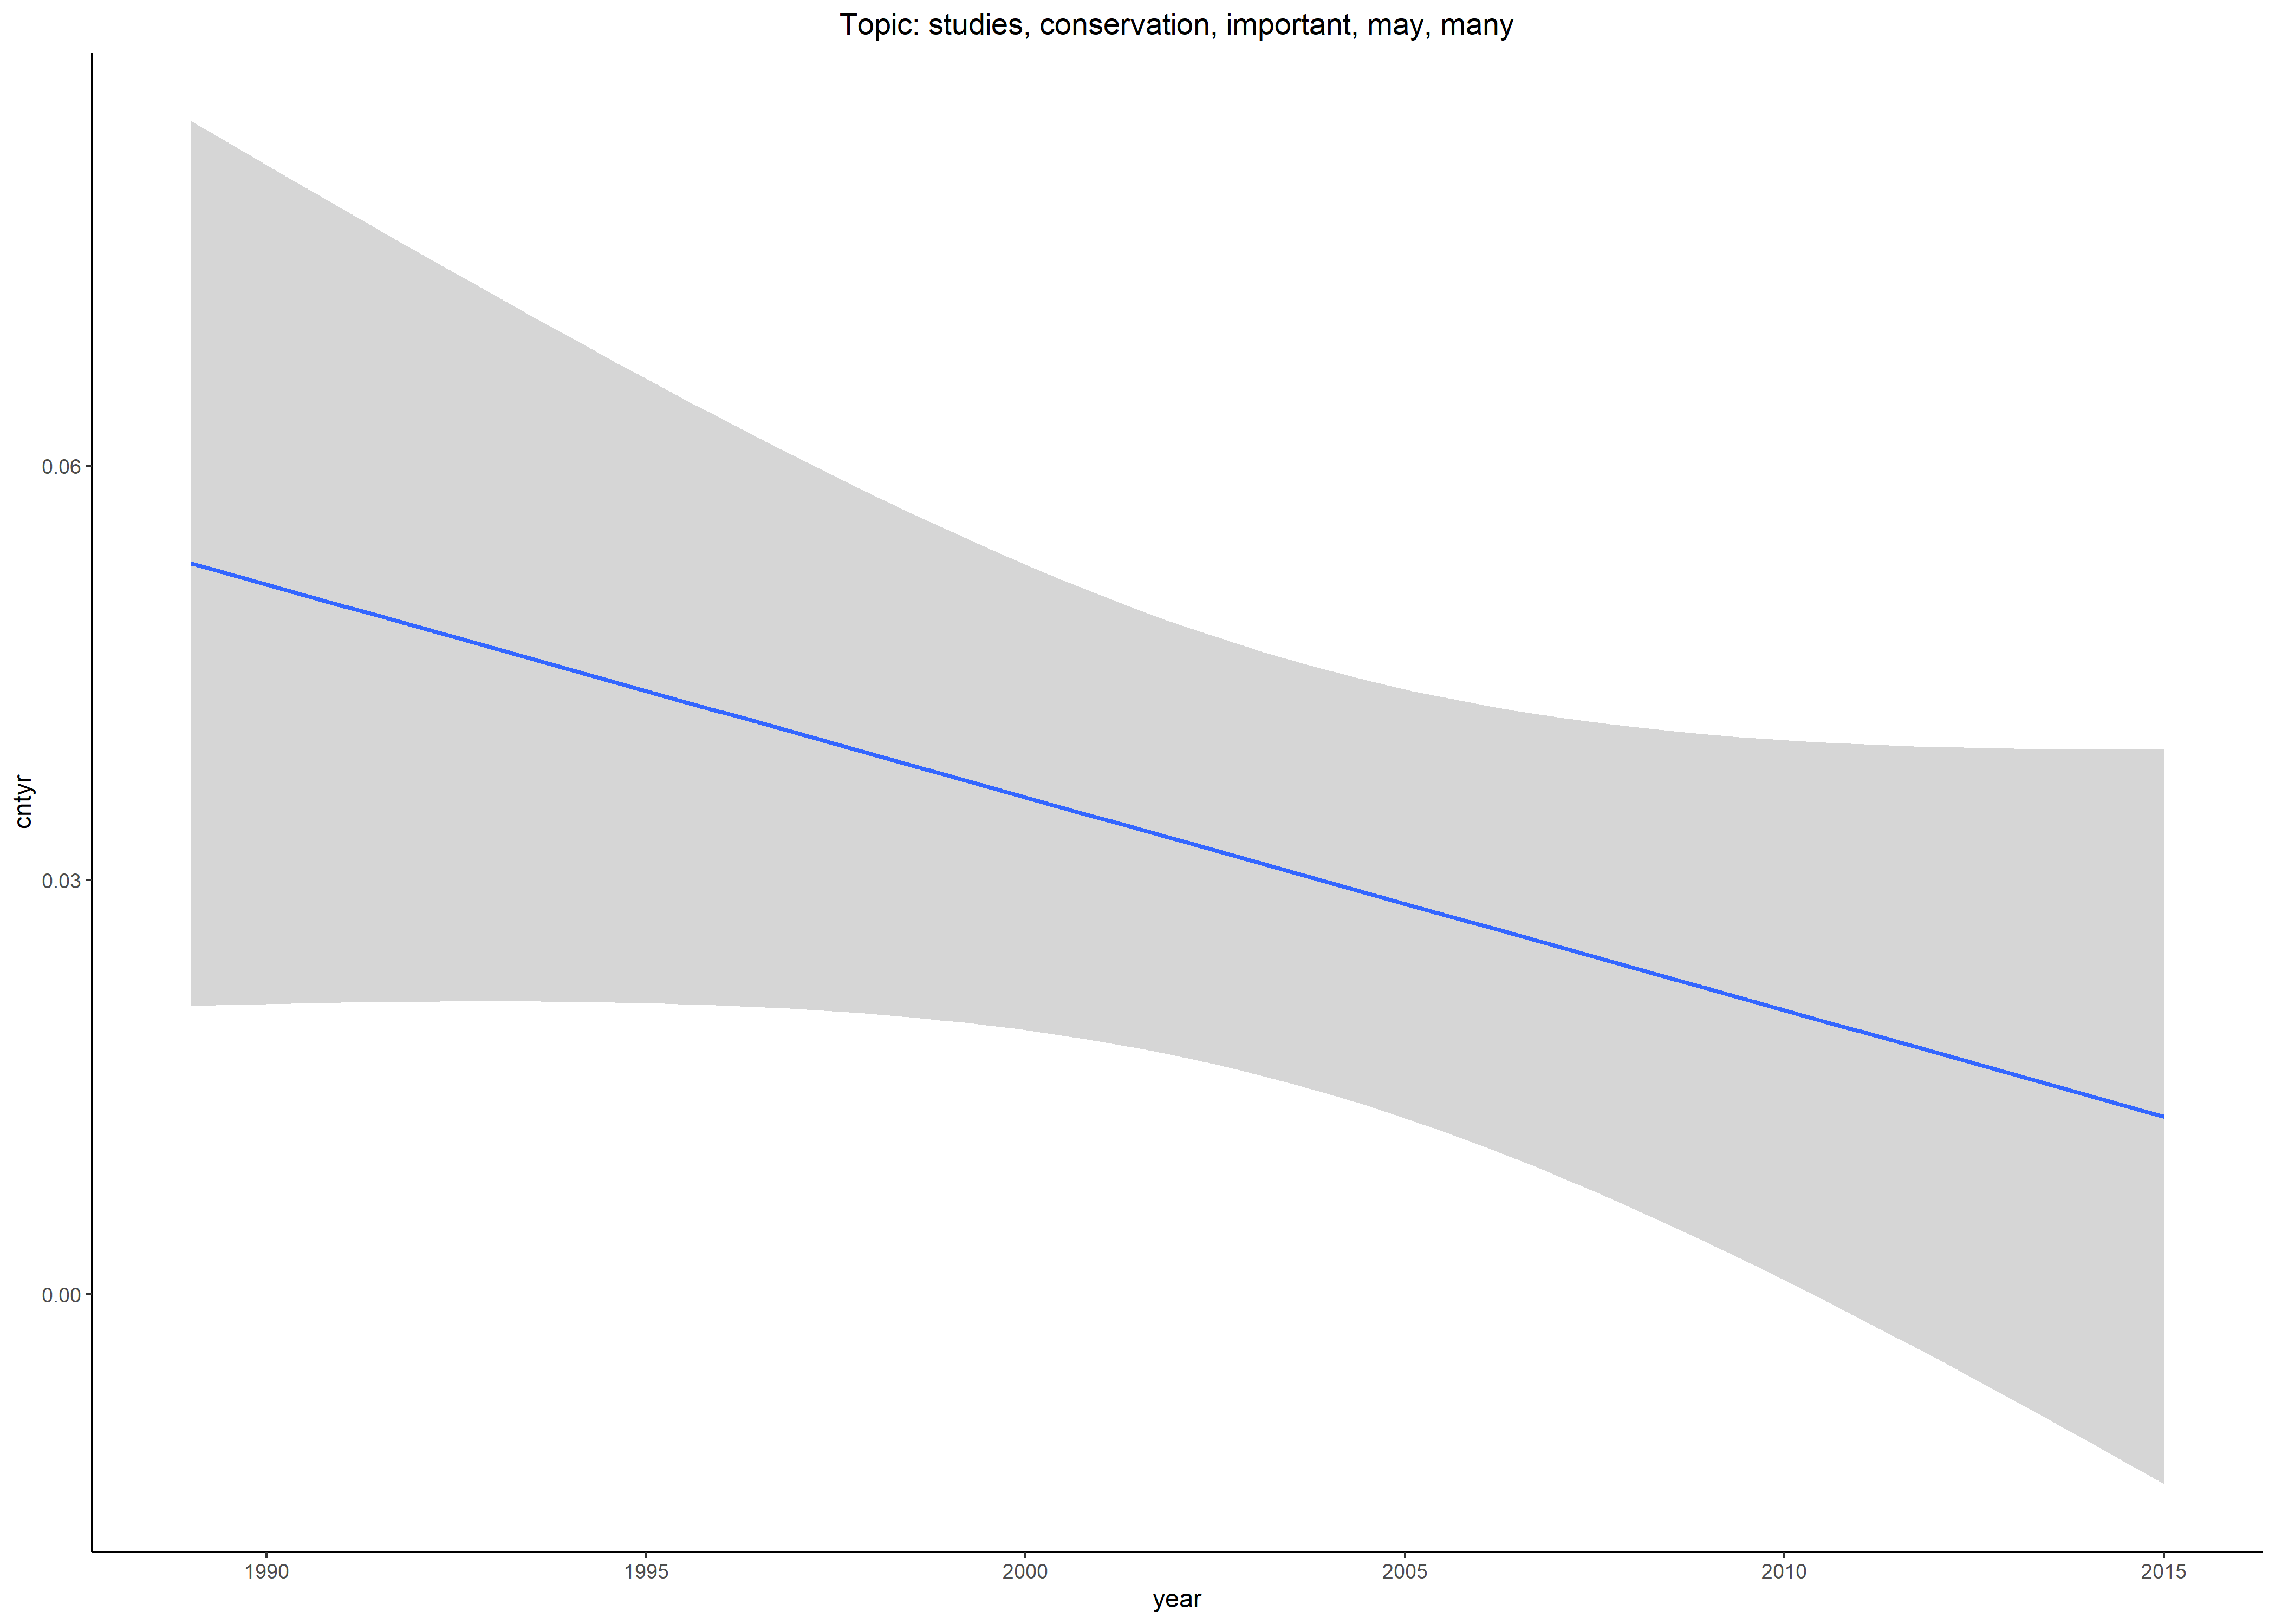 Topic: studies, conservation, important, may, many
cntyr
0.06
0.03
0.00
1990 1995 2000 2005 2010 2015
year